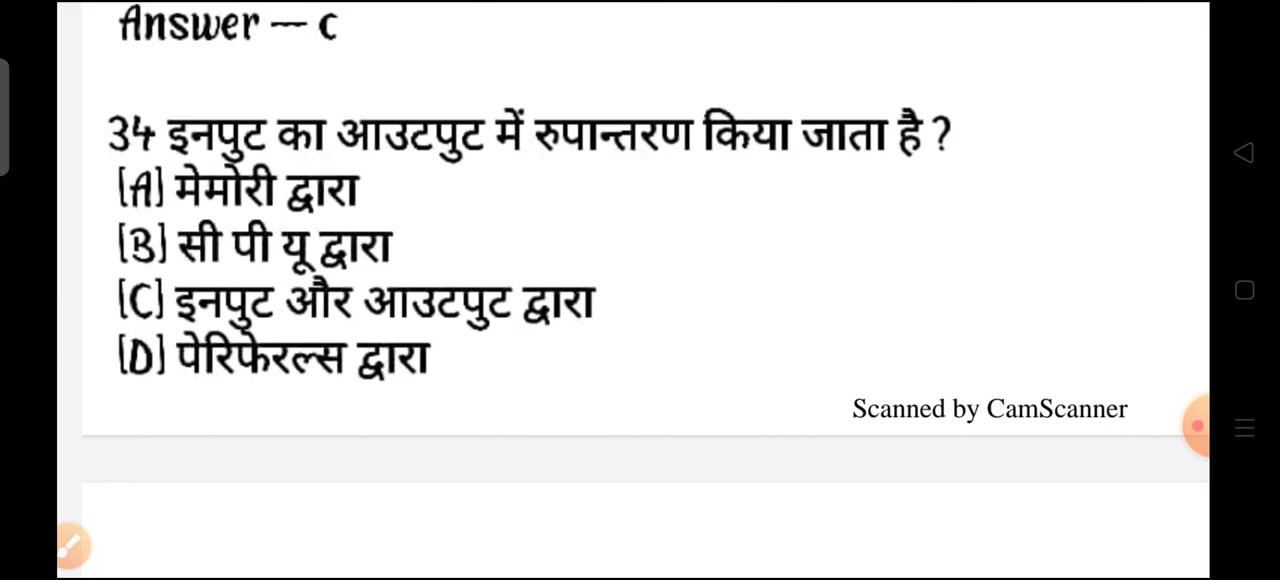 Answer — C
34 इनपुट का आउटपुट में रुपान्तरण किया जाता है ?
[A] मेमोरी द्वारा
[B] सी पी यू द्वारा
[C] इनपुट और आउटपुट द्वारा
[D] पेरिफेरल्स द्वारा
Scanned by CamScanner